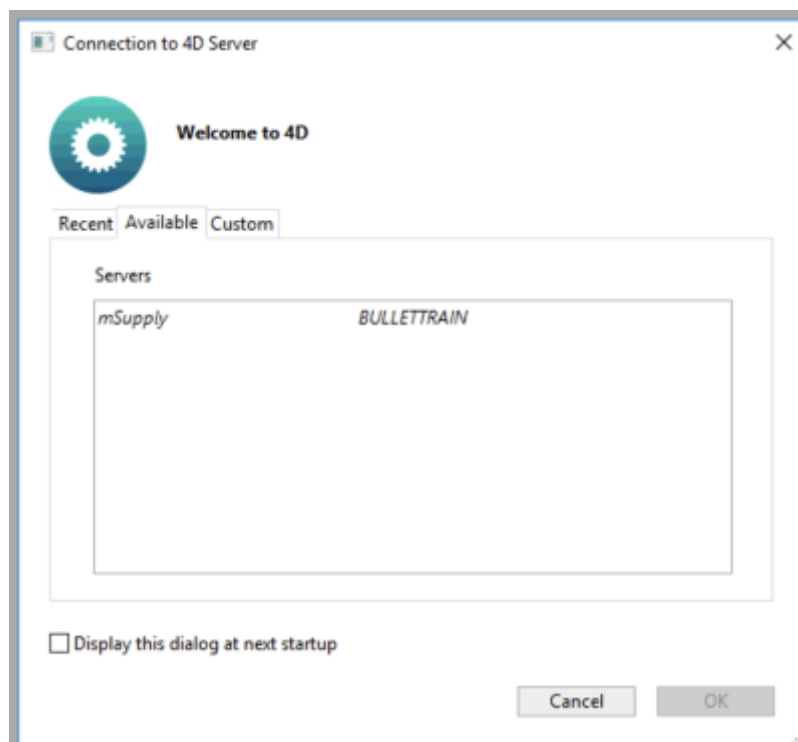 Connection to 4D Server
Welcome to 4D
Recent Available Custom
Servers
mSupply BULLETTRAIN
Display this dialog at next startup
Cancel OK